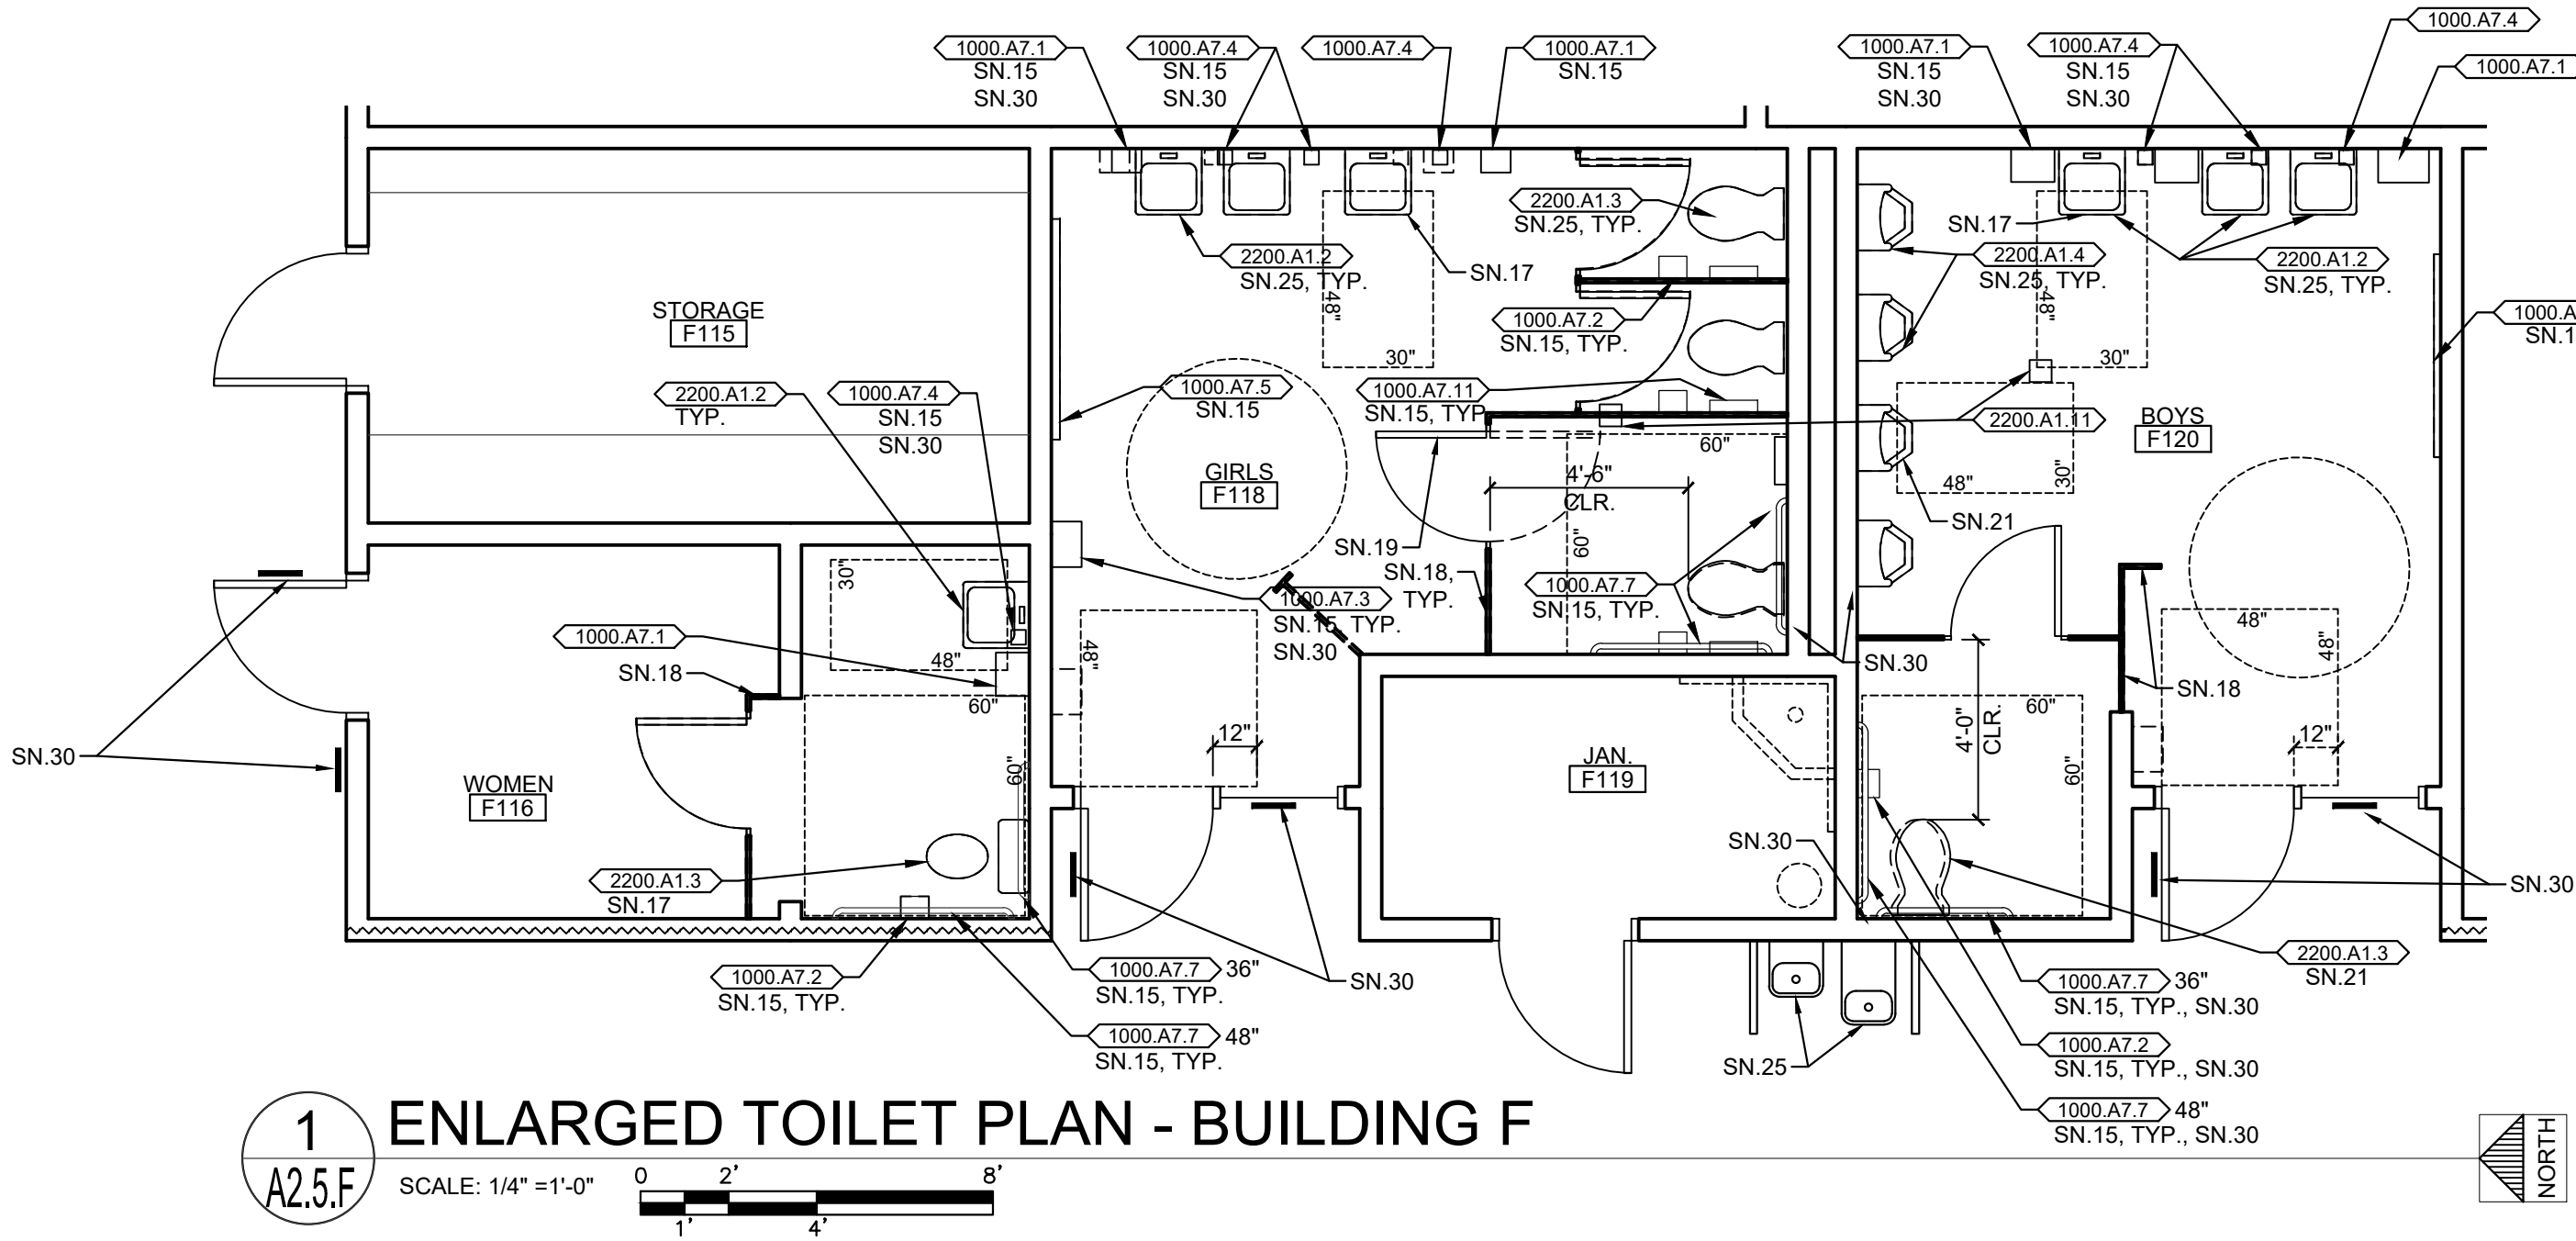 1000.A7.1
SN.15
SN.30
1000.A7.4
SN.15
SN.30
1000.A7.4
1000.A7.1
SN.15
1000.A7.1
SN.15
SN.30
1000.A7.4
SN.15
SN.30
1000.A7.4
1000.A7.1
2200.A1.3
SN.25, TYP.
SN.17
2200.A1.2
SN.25, TYP.
SN.17
2200.A1.4
SN.25, TYP.
2200.A1.2
SN.25, TYP.
48"
30"
48"
30"
STORAGE
F115
1000.A7.2
SN.15, TYP.
1000.A
SN.1
2200.A1.2
TYP.
1000.A7.4
SN.15
SN.30
1000.A7.5
SN.15
1000.A7.11
SN.15, TYP.
2200.A1.11
BOYS
F120
60"
GIRLS
F118
4'-6"
CLR.
48"
30"
SN.21
SN.19
60"
SN.18,
TYP.
1000.A7.7
SN.15, TYP.
30"
1000.A7.3
SN.15, TYP.
SN.30
48"
48"
48"
48"
1000.A7.1
SN.18
SN.30
SN.18
60"
60"
60"
60"
4'-0"
CLR.
12"
12"
SN.30
WOMEN
F116
JAN.
F119
SN.30
2200.A1.3
SN.17
SN.30
2200.A1.3
SN.21
1000.A7.2
SN.15, TYP.
1000.A7.7 36"
SN.15, TYP.
SN.30
1000.A7.7 36"
SN.15, TYP., SN.30
1000.A7.7 48"
SN.15, TYP.
SN.25
1000.A7.2
SN.15, TYP., SN.30
1000.A7.7 48"
SN.15, TYP., SN.30
1
A2.5.F
ENLARGED TOILET PLAN - BUILDING F
SCALE: 1/4" =1'-0"
0 2' 8'
1' 4'
NORTH